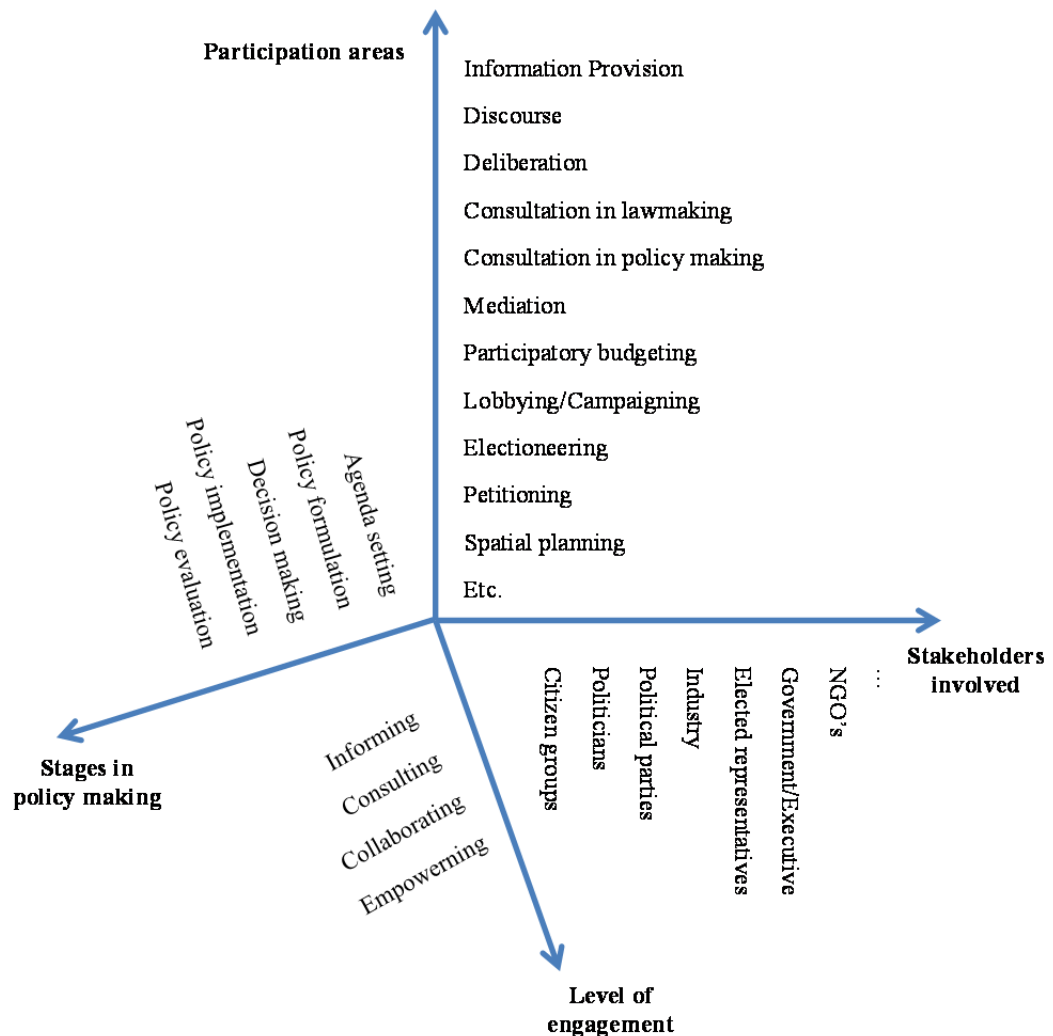 Participation areas
Information Provision
Discourse
Deliberation
Consultation in lawmaking
Consultation in policy making
Mediation
Participatory budgeting
Lobbying/Campaigning
Electioneering
Petitioning
Spatial planning
Etc.
Agenda setting
Policy formulation
Decision making
Policy implementation
Policy evaluation
Stages in
policy making
Informing
Consulting
Collaborating
Empowerning
Level of
engagement
Citizen groups
Politicians
Political parties
Industry
Elected representatives
Government/Executive
NGO’s
…
Stakeholders
involved